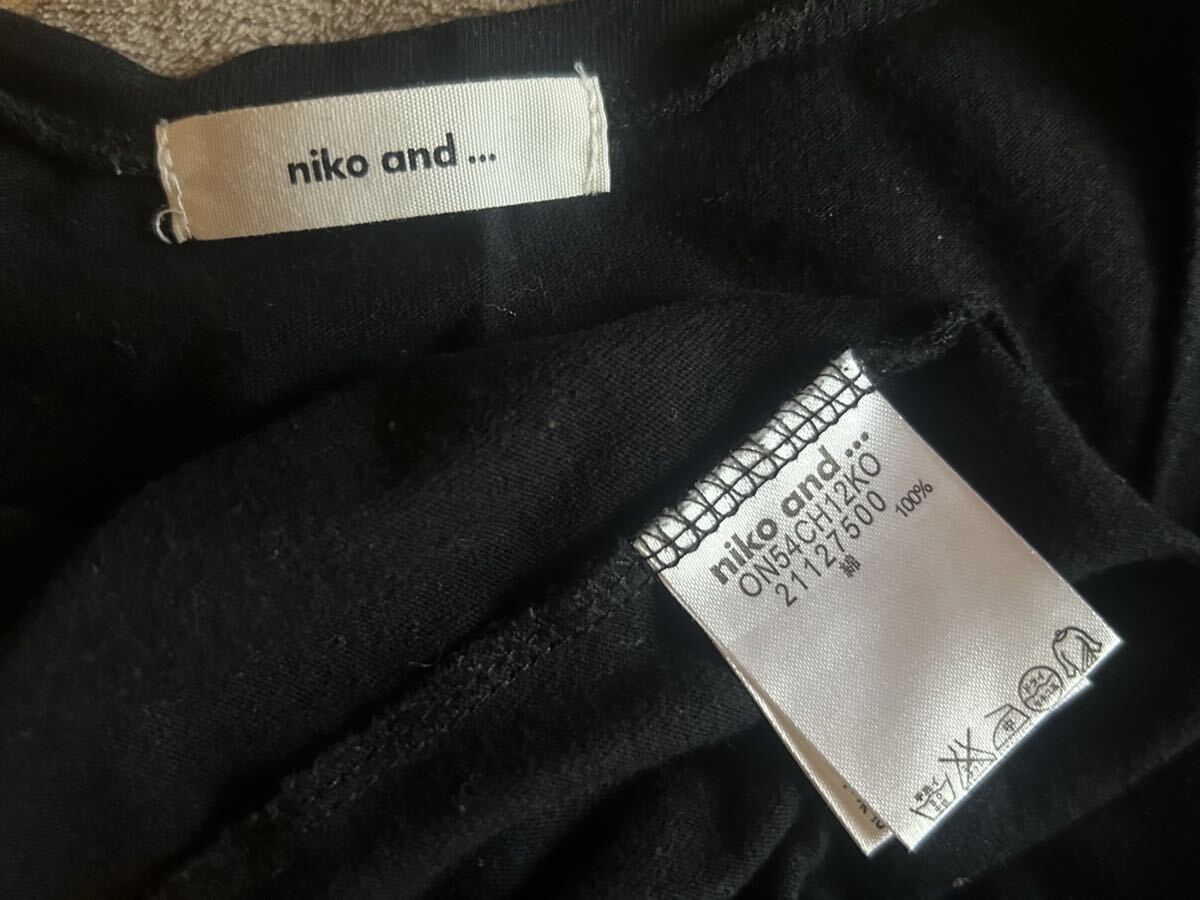 niko and ...
niko and ...
ON54CH12KO
21127500
綿 100%